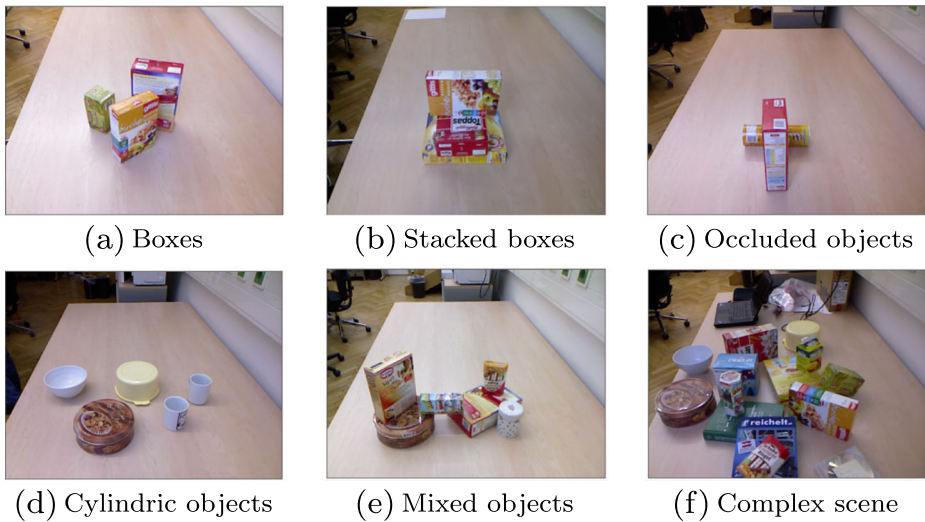 (a) Boxes
(b) Stacked boxes
(c) Occluded objects
Toppas
(d) Cylindric objects
(e) Mixed objects
(f) Complex scene
reichelt